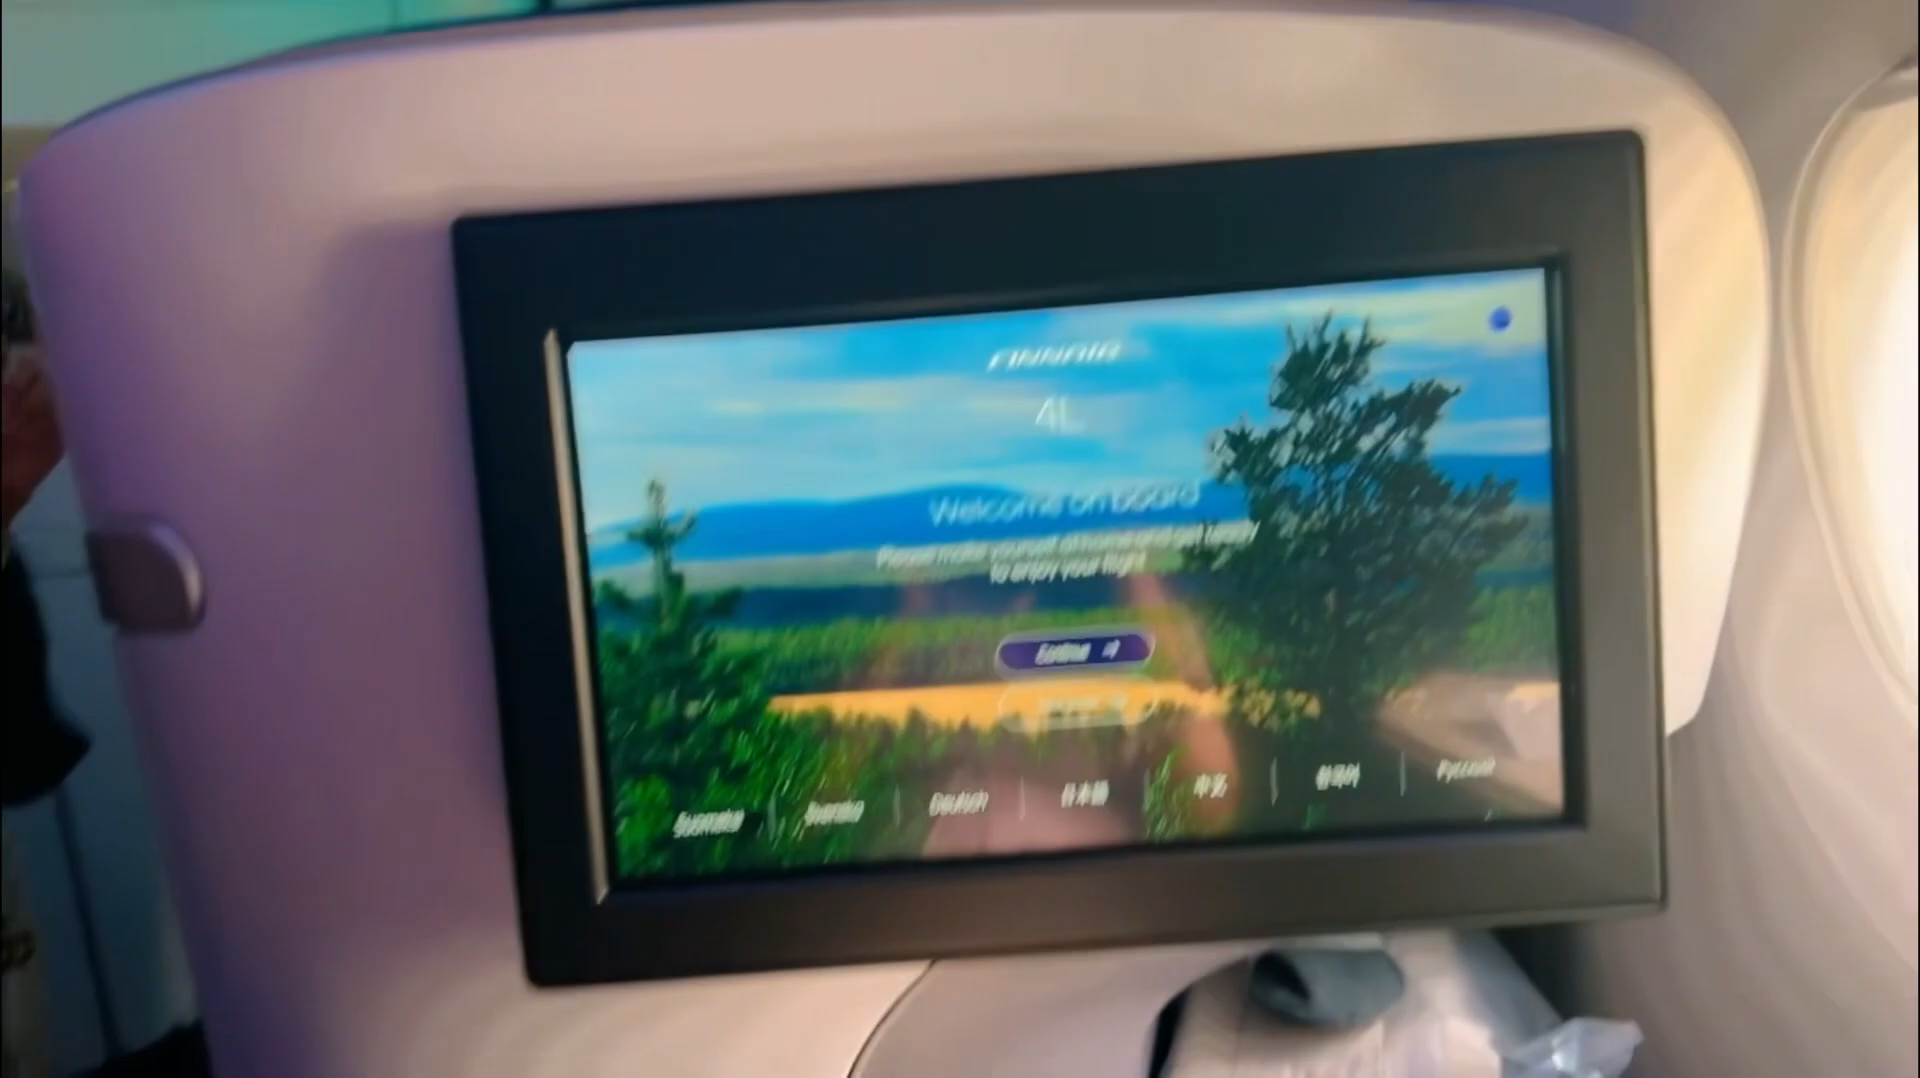 FINNAIR
4L
Welcome on board
Please make yourself at home and get ready
to enjoy your flight
Continue
Suomeksi
Svenska
Deutsch
日本語
中文
한국어
Русский